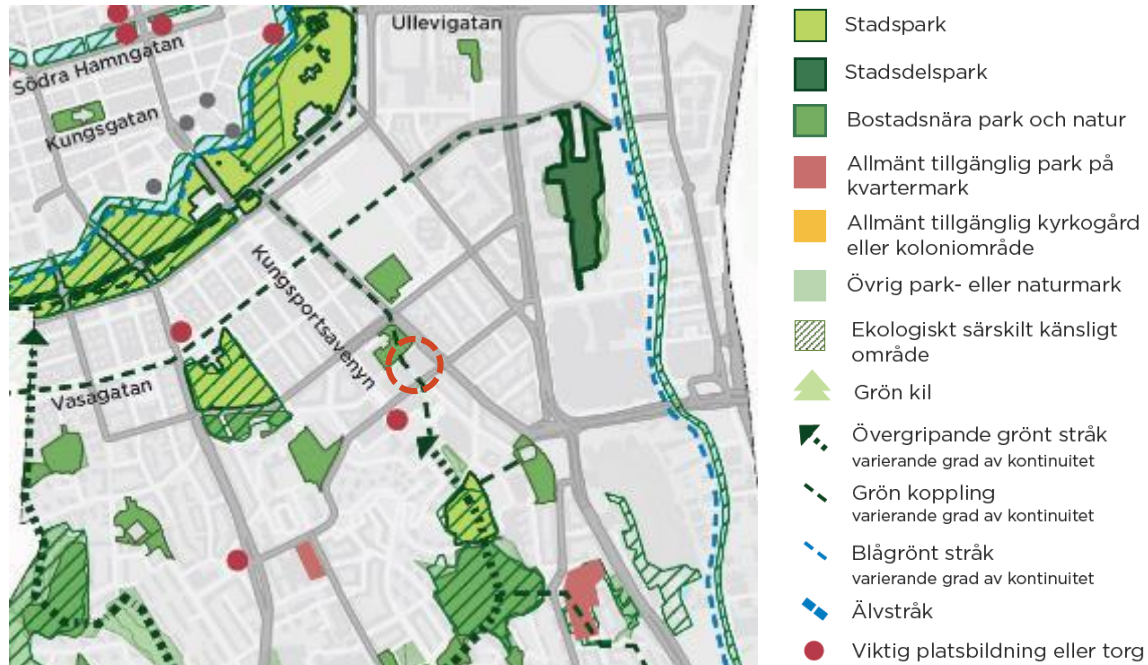 Ullevigatan
Södra Hamngatan
Kungsgatan
Kungsportsavenyn
Vasagatan
Stadspark
Stadsdelspark
Bostadsnära park och natur
Allmänt tillgänglig park på
kvartermark
Allmänt tillgänglig kyrkogård
eller koloniområde
Övrig park- eller naturmark
Ekologiskt särskilt känsligt
område
Grön kil
Övergripande grönt stråk
varierande grad av kontinuitet
Grön koppling
varierande grad av kontinuitet
Blågrönt stråk
varierande grad av kontinuitet
Älvstråk
Viktig platsbildning eller torg